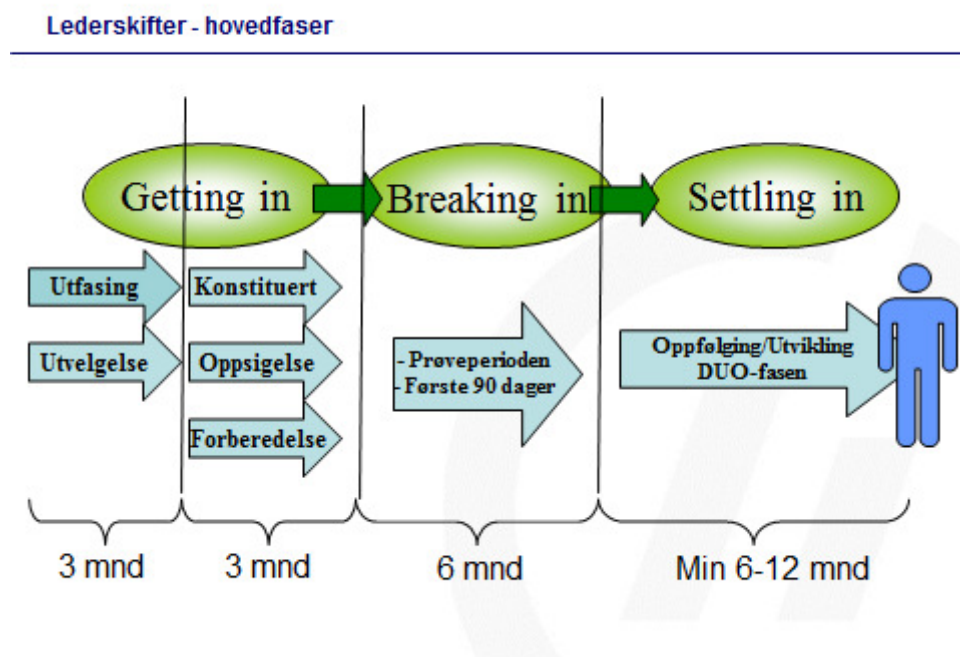 Lederskifter - hovedfaser
Getting in
Breaking in
Settling in
Utfasing
Konstituert
Utvelgelse
Oppsigelse
Forberedelse
- Prøveperioden
- Første 90 dager
Oppfølging/Utvikling
DUO-fasen
3 mnd
3 mnd
6 mnd
Min 6-12 mnd